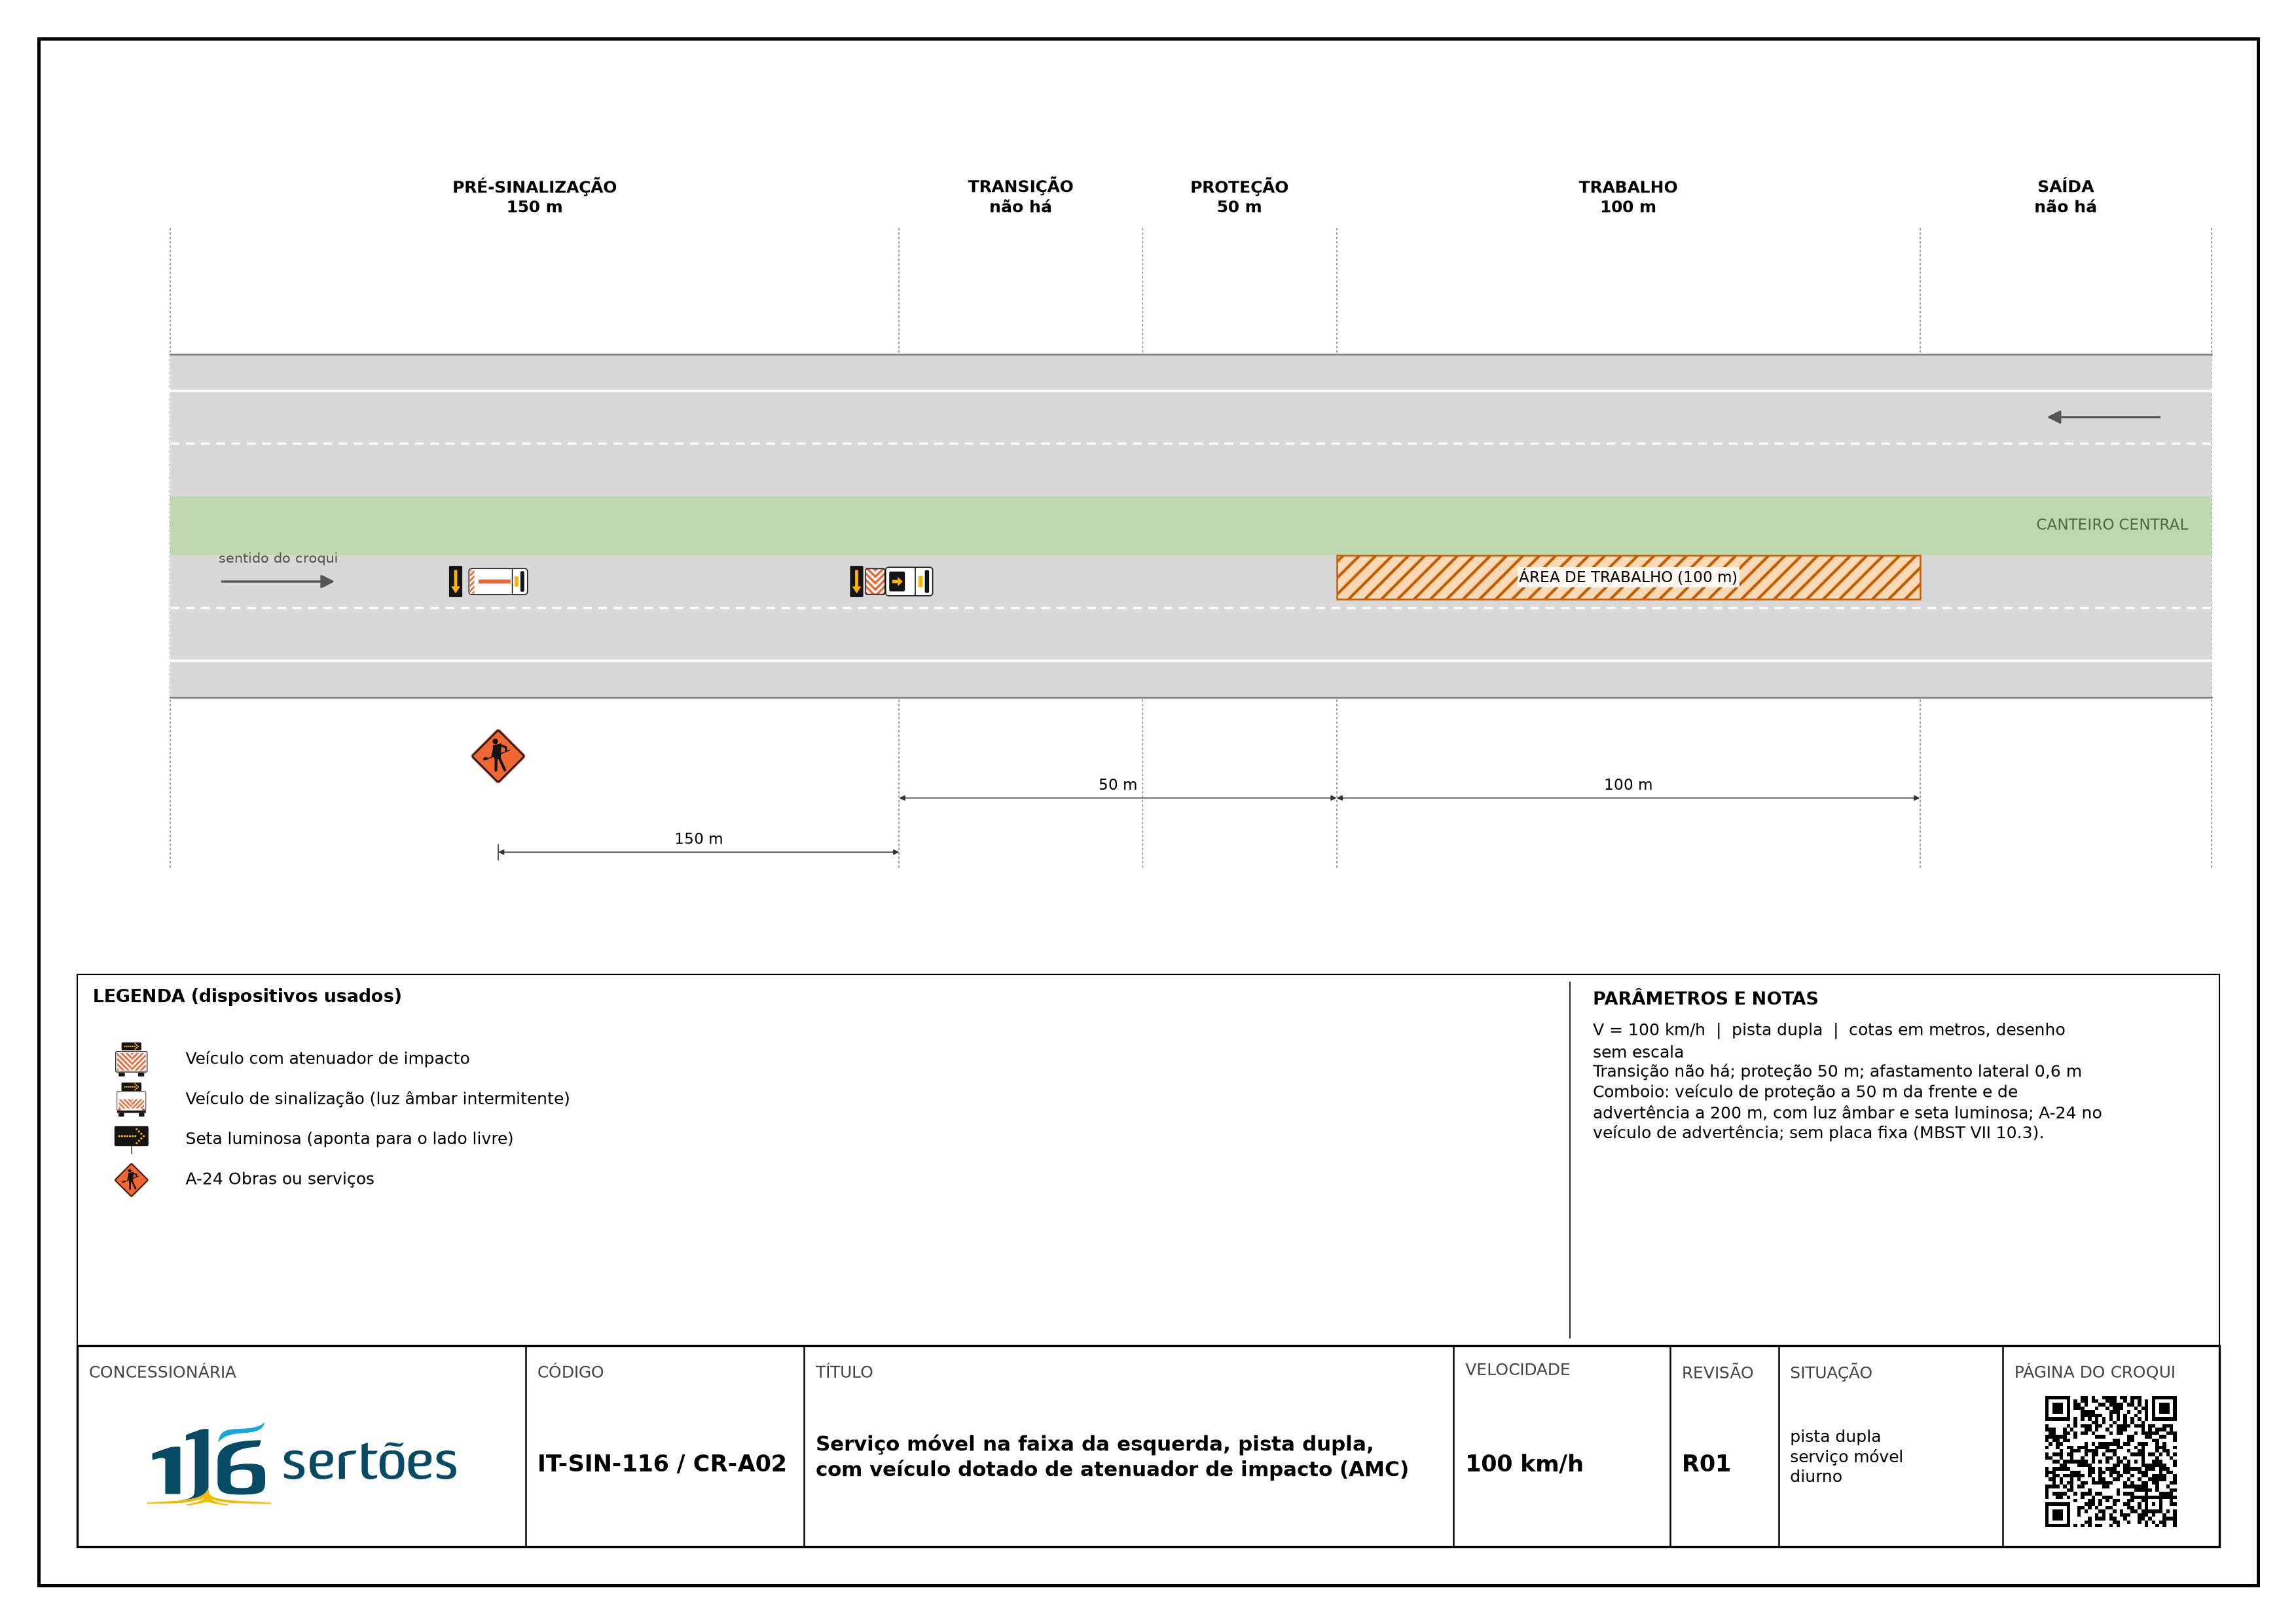 PRÉ-SINALIZAÇÃO
150 m
TRANSIÇÃO
não há
PROTEÇÃO
50 m
TRABALHO
100 m
SAÍDA
não há
CANTEIRO CENTRAL
sentido do croqui
ÁREA DE TRABALHO (100 m)
50 m
100 m
150 m
LEGENDA (dispositivos usados)
Veículo com atenuador de impacto
Veículo de sinalização (luz âmbar intermitente)
Seta luminosa (aponta para o lado livre)
A-24 Obras ou serviços
PARÂMETROS E NOTAS
V = 100 km/h | pista dupla | cotas em metros, desenho
sem escala
Transição não há; proteção 50 m; afastamento lateral 0,6 m
Comboio: veículo de proteção a 50 m da frente e de
advertência a 200 m, com luz âmbar e seta luminosa; A-24 no
veículo de advertência; sem placa fixa (MBST VII 10.3).
CONCESSIONÁRIA
116 sertões
CÓDIGO
IT-SIN-116 / CR-A02
TÍTULO
Serviço móvel na faixa da esquerda, pista dupla,
com veículo dotado de atenuador de impacto (AMC)
VELOCIDADE
100 km/h
REVISÃO
R01
SITUAÇÃO
pista dupla
serviço móvel
diurno
PÁGINA DO CROQUI